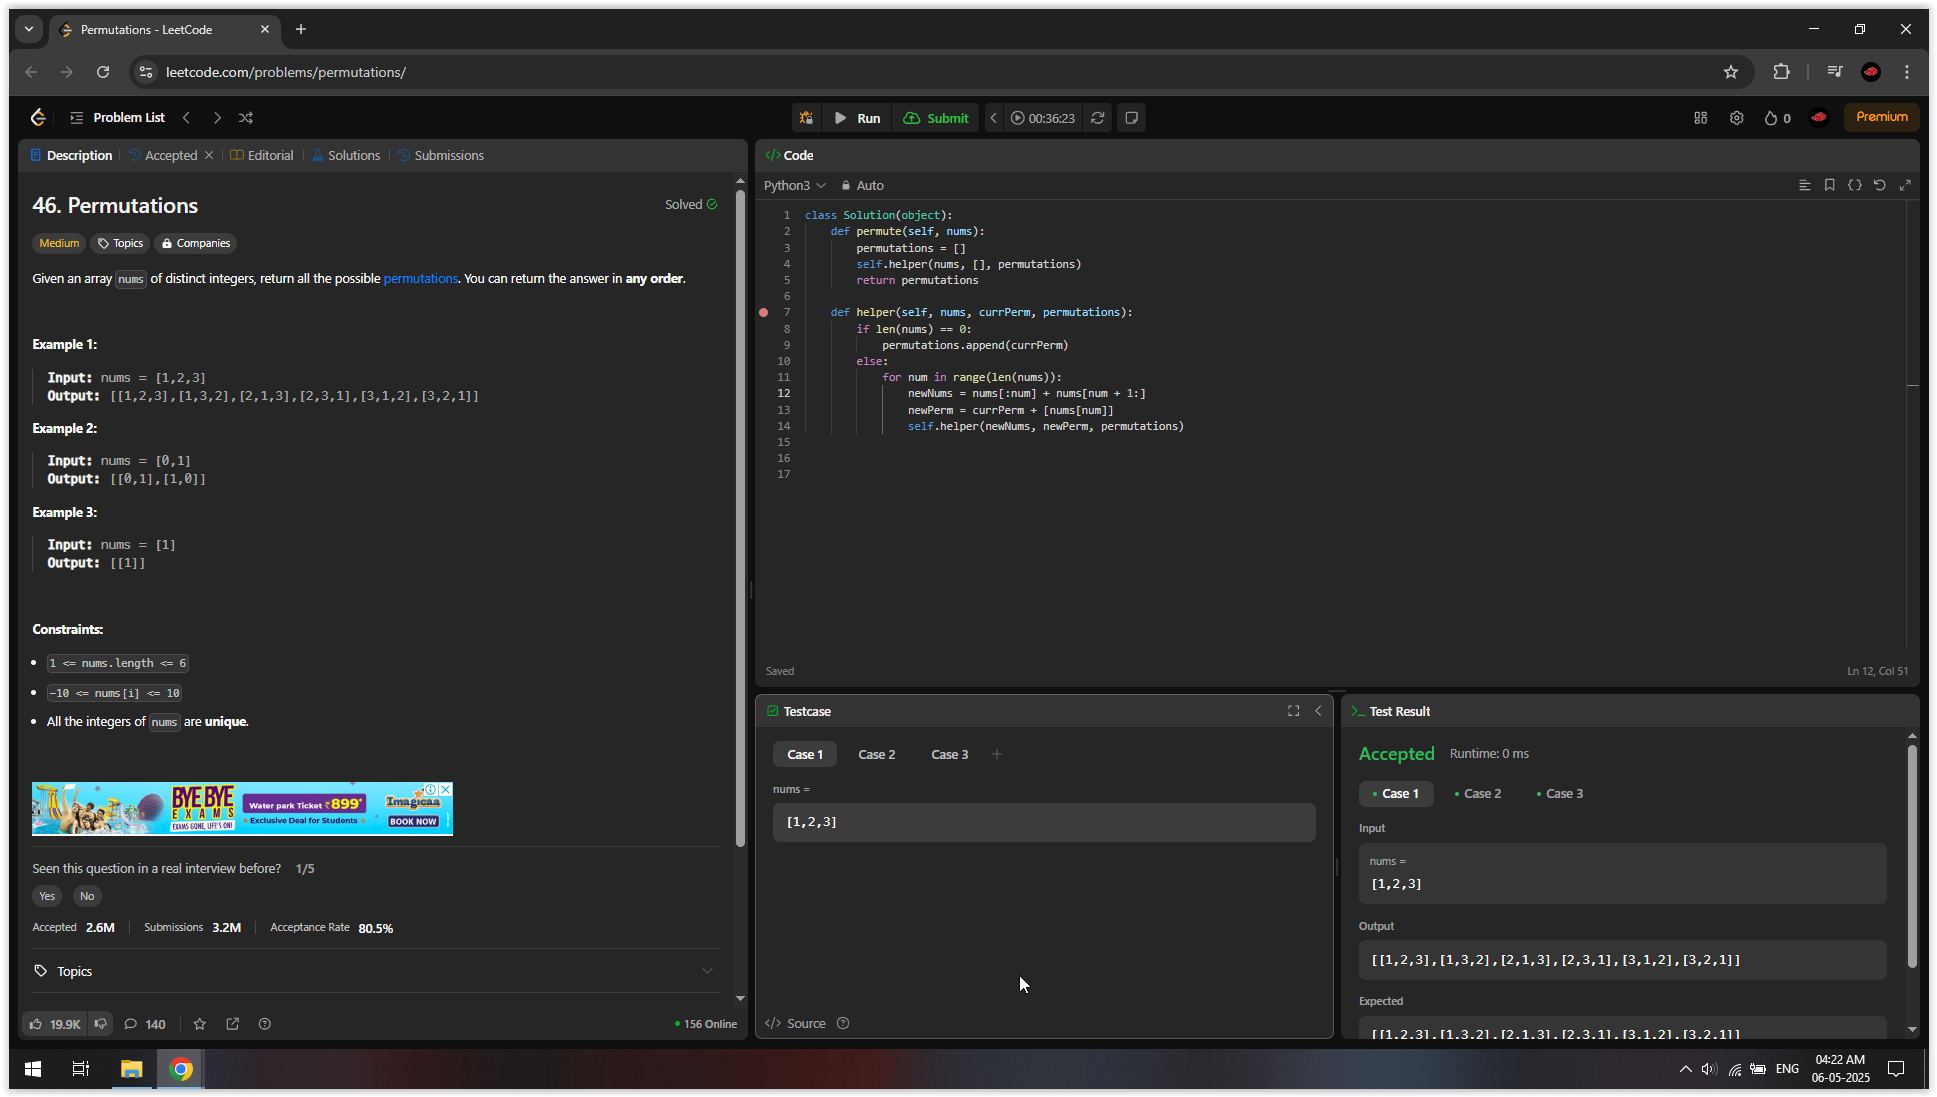 Permutations - LeetCode
leetcode.com/problems/permutations/
Problem List
Run
Submit
00:36:23
0
Premium
Description
Accepted
Editorial
Solutions
Submissions
46. Permutations
Solved
Medium
Topics
Companies
Given an array nums of distinct integers, return all the possible permutations. You can return the answer in any order.
Example 1:
Input: nums = [1,2,3]
Output: [[1,2,3],[1,3,2],[2,1,3],[2,3,1],[3,1,2],[3,2,1]]
Example 2:
Input: nums = [0,1]
Output: [[0,1],[1,0]]
Example 3:
Input: nums = [1]
Output: [[1]]
Constraints:
1 <= nums.length <= 6
-10 <= nums[i] <= 10
All the integers of nums are unique.
BYE BYE
EXAMS
EXAMS GONE, LIFE'S ON!
Water park Ticket ₹899*
Exclusive Deal for Students
Imagicaa
BOOK NOW
Seen this question in a real interview before? 1/5
Yes
No
Accepted 2.6M
Submissions 3.2M
Acceptance Rate 80.5%
Topics
19.9K
140
156 Online
</> Code
Python3
Auto
1 class Solution(object):
2 def permute(self, nums):
3 permutations = []
4 self.helper(nums, [], permutations)
5 return permutations
6
7 def helper(self, nums, currPerm, permutations):
8 if len(nums) == 0:
9 permutations.append(currPerm)
10 else:
11 for num in range(len(nums)):
12 newNums = nums[:num] + nums[num + 1:]
13 newPerm = currPerm + [nums[num]]
14 self.helper(newNums, newPerm, permutations)
15
16
17
Saved
Ln 12, Col 51
Testcase
Case 1
Case 2
Case 3
nums =
[1,2,3]
</> Source
Test Result
Accepted
Runtime: 0 ms
Case 1
Case 2
Case 3
Input
nums =
[1,2,3]
Output
[[1,2,3],[1,3,2],[2,1,3],[2,3,1],[3,1,2],[3,2,1]]
Expected
[[1,2,3],[1,3,2],[2,1,3],[2,3,1],[3,1,2],[3,2,1]]
ENG
04:22 AM
06-05-2025